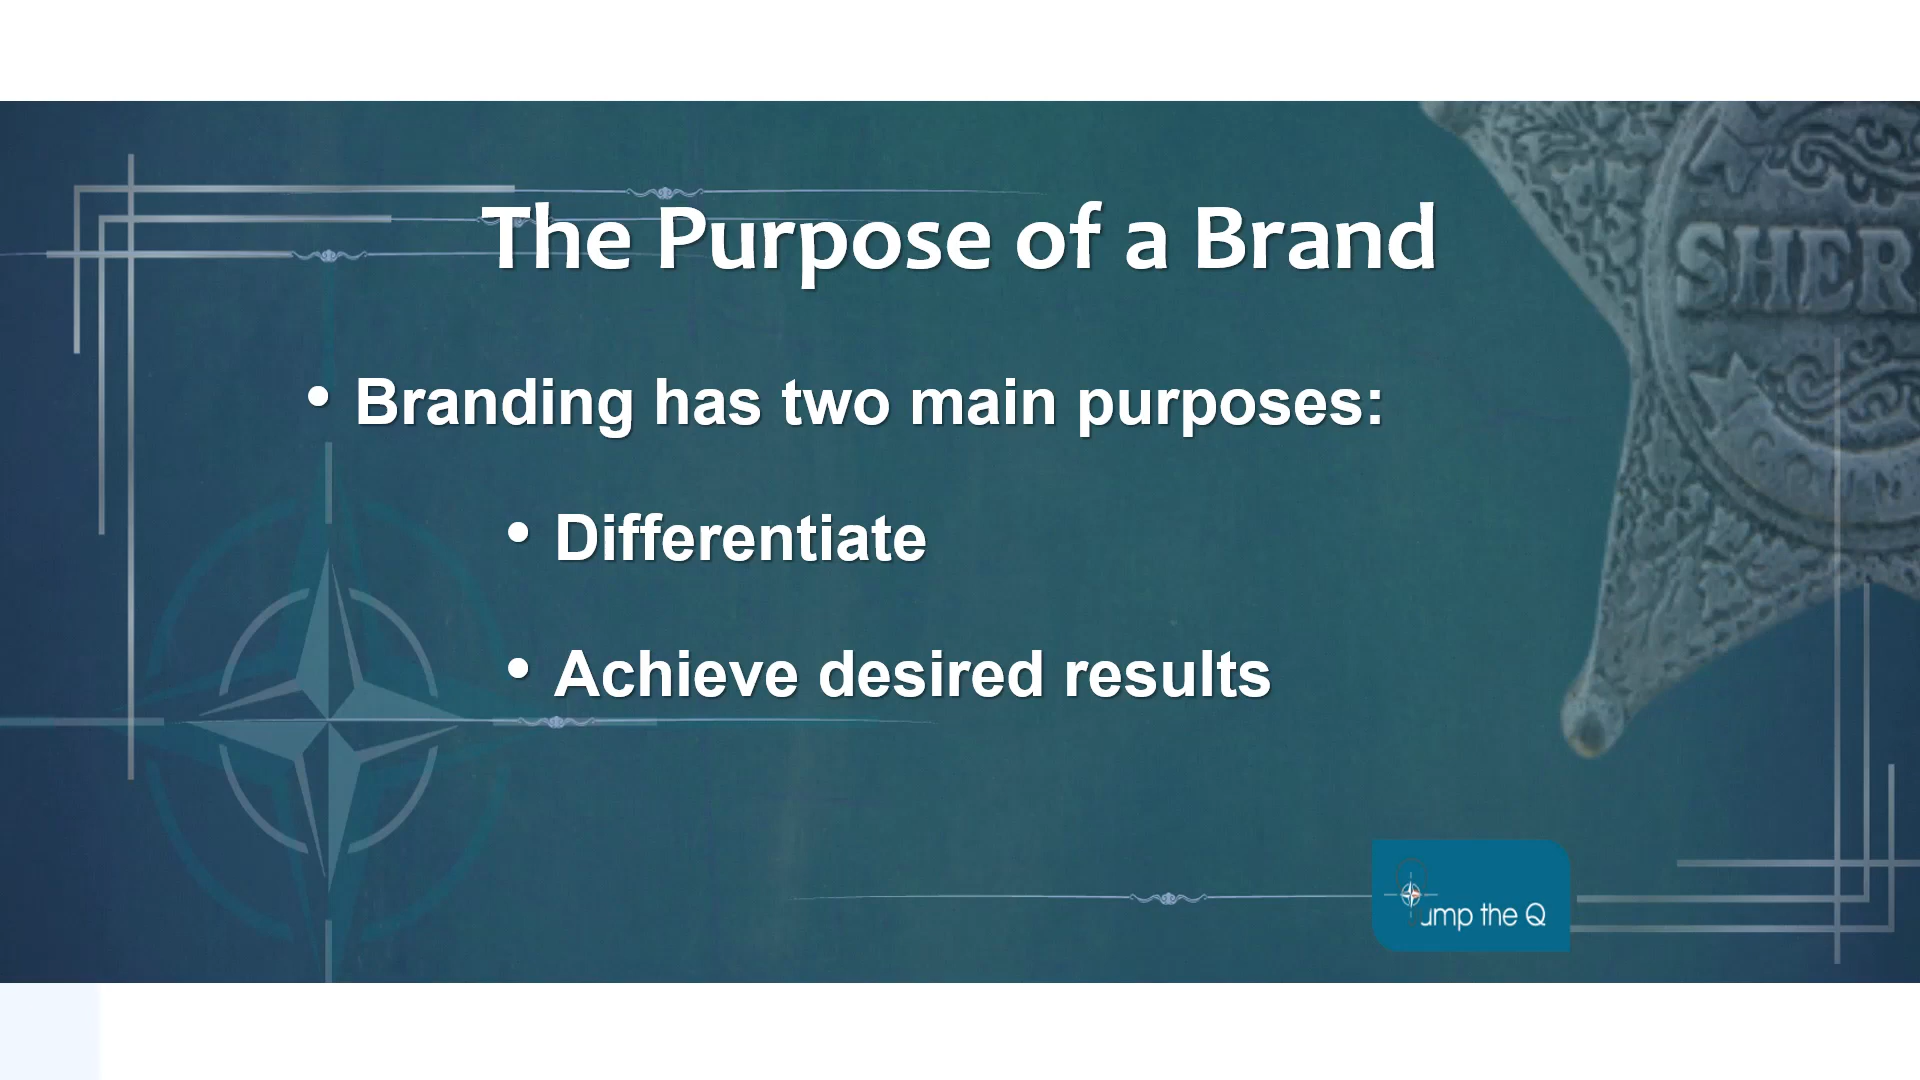 The Purpose of a Brand
SHER
• Branding has two main purposes:
• Differentiate
• Achieve desired results
ump the Q